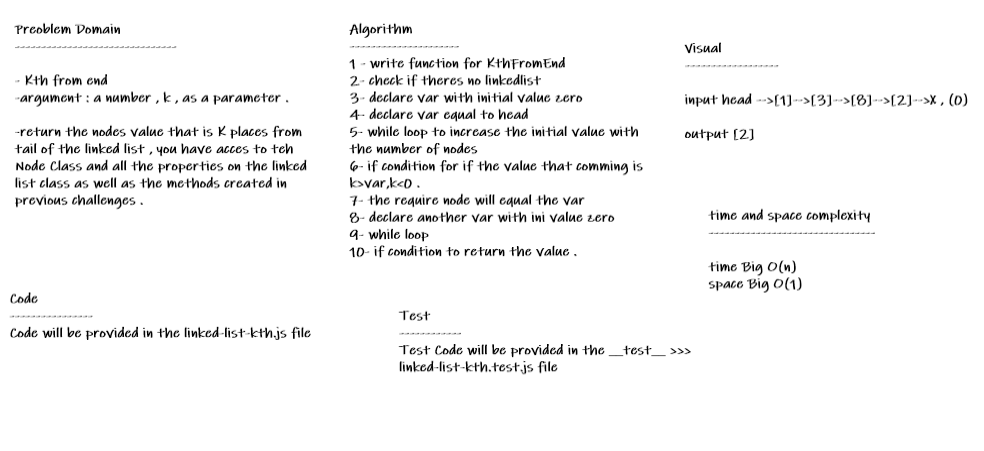 Preoblem Domain
- Kth from end
-argument : a number , k , as a parameter .
-return the nodes value that is K places from
tail of the linked list , you have acces to teh
Node Class and all the properties on the linked
list class as well as the methods created in
previous challenges .
Algorithm
1 - write function for KthFromEnd
2- check if theres no linkedlist
3- declare var with initial value zero
4- declare var equal to head
5- while loop to increase the initial value with
the number of nodes
6- if condition for if the value that comming is
k>var,k<0 .
7- the require node will equal the var
8- declare another var with ini value zero
9- while loop
10- if condition to return the value .
Visual
input head -->[1]-->[3]-->[8]-->[2]-->X , (0)
output [2]
time and space complexity
time Big O(n)
space Big O(1)
Code
Code will be provided in the linked-list-kth.js file
Test
Test Code will be provided in the __test__ >>>
linked-list-kth.test.js file